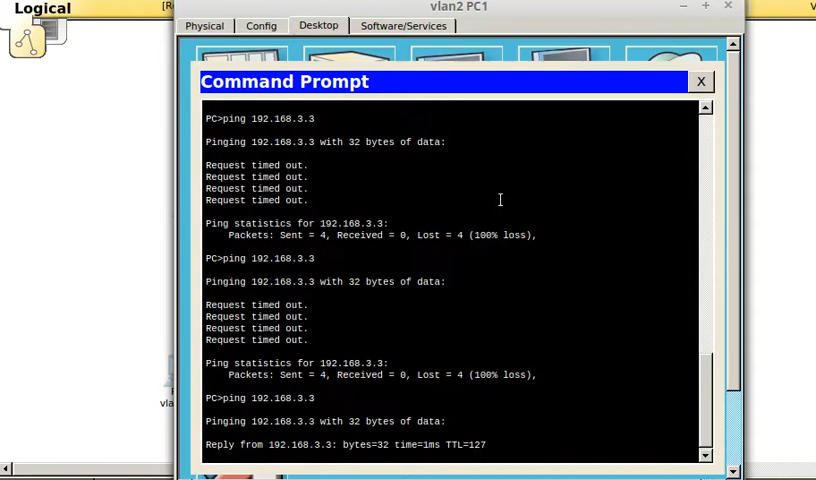 Logical
[R
vlan2 PC1
V
Physical
Config
Desktop
Software/Services
Command Prompt
X
PC>ping 192.168.3.3
Pinging 192.168.3.3 with 32 bytes of data:
Request timed out.
Request timed out.
Request timed out.
Request timed out.
Ping statistics for 192.168.3.3:
Packets: Sent = 4, Received = 0, Lost = 4 (100% loss),
PC>ping 192.168.3.3
Pinging 192.168.3.3 with 32 bytes of data:
Request timed out.
Request timed out.
Request timed out.
Request timed out.
Ping statistics for 192.168.3.3:
Packets: Sent = 4, Received = 0, Lost = 4 (100% loss),
PC>ping 192.168.3.3
Pinging 192.168.3.3 with 32 bytes of data:
Reply from 192.168.3.3: bytes=32 time=1ms TTL=127
vla